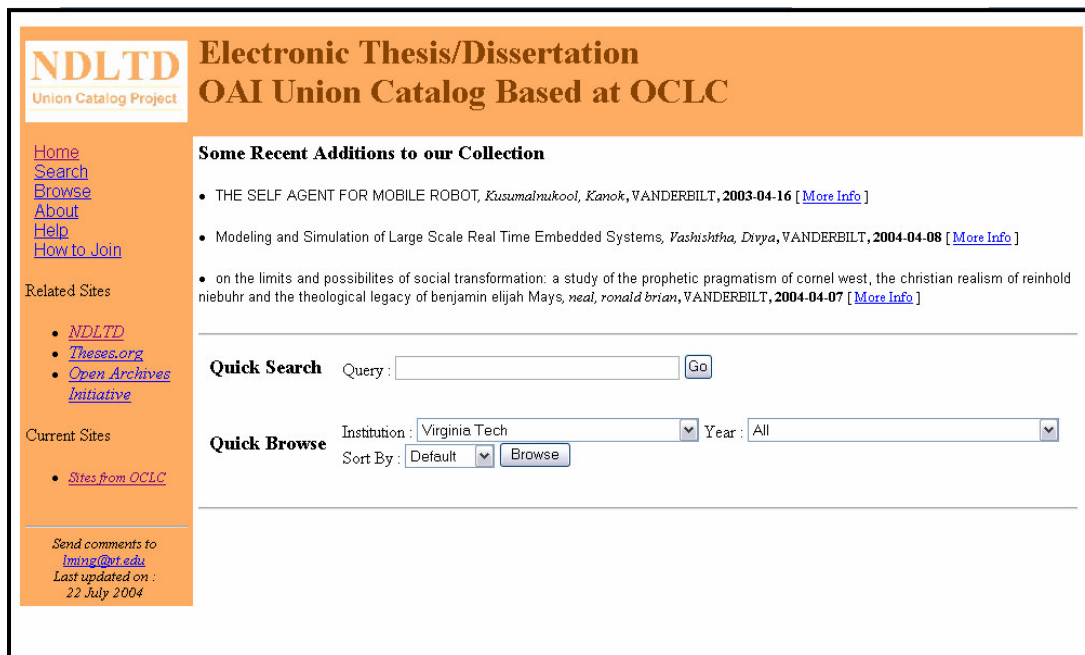 NDLTD
Union Catalog Project
Electronic Thesis/Dissertation
OAI Union Catalog Based at OCLC
Home
Search
Browse
About
Help
How to Join
Related Sites
• NDLTD
• Theses.org
• Open Archives
Initiative
Current Sites
• Sites from OCLC
Send comments to
lming@vt.edu
Last updated on :
22 July 2004
Some Recent Additions to our Collection
• THE SELF AGENT FOR MOBILE ROBOT, Kusumalnukool, Kanok, VANDERBILT, 2003-04-16 [ More Info ]
• Modeling and Simulation of Large Scale Real Time Embedded Systems, Vashishtha, Divya, VANDERBILT, 2004-04-08 [ More Info ]
• on the limits and possibilites of social transformation: a study of the prophetic pragmatism of cornel west, the christian realism of reinhold
niebuhr and the theological legacy of benjamin elijah Mays, neal, ronald brian, VANDERBILT, 2004-04-07 [ More Info ]
Quick Search Query : Go
Quick Browse Institution : Virginia Tech Year : All
Sort By : Default Browse